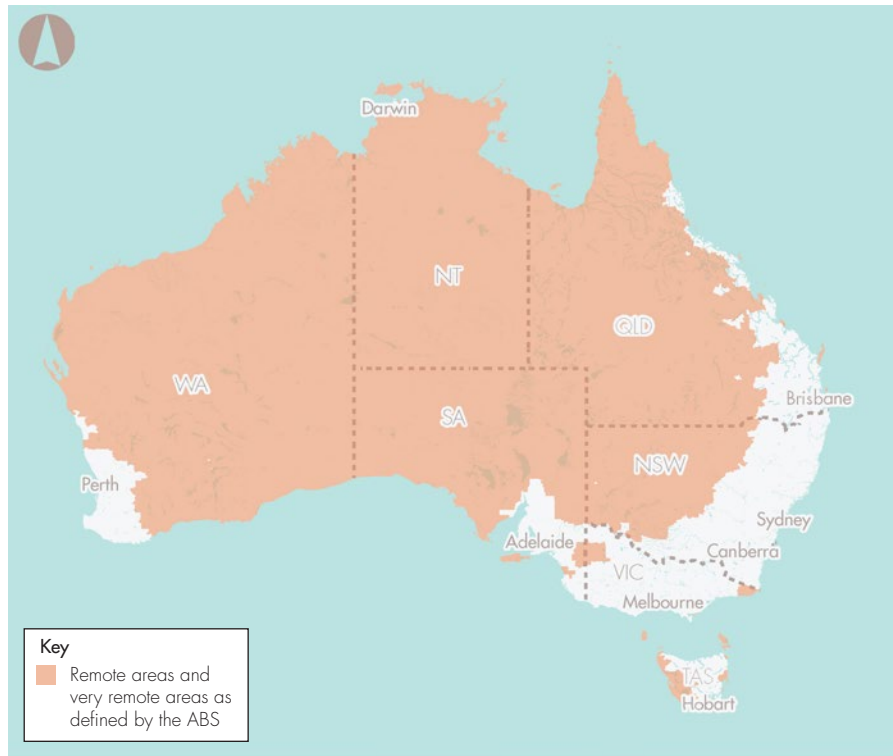 Darwin
NT
QLD
WA
SA
Brisbane
NSW
Perth
Sydney
Adelaide
Canberra
VIC
Melbourne
TAS
Hobart
Key
Remote areas and
very remote areas as
defined by the ABS